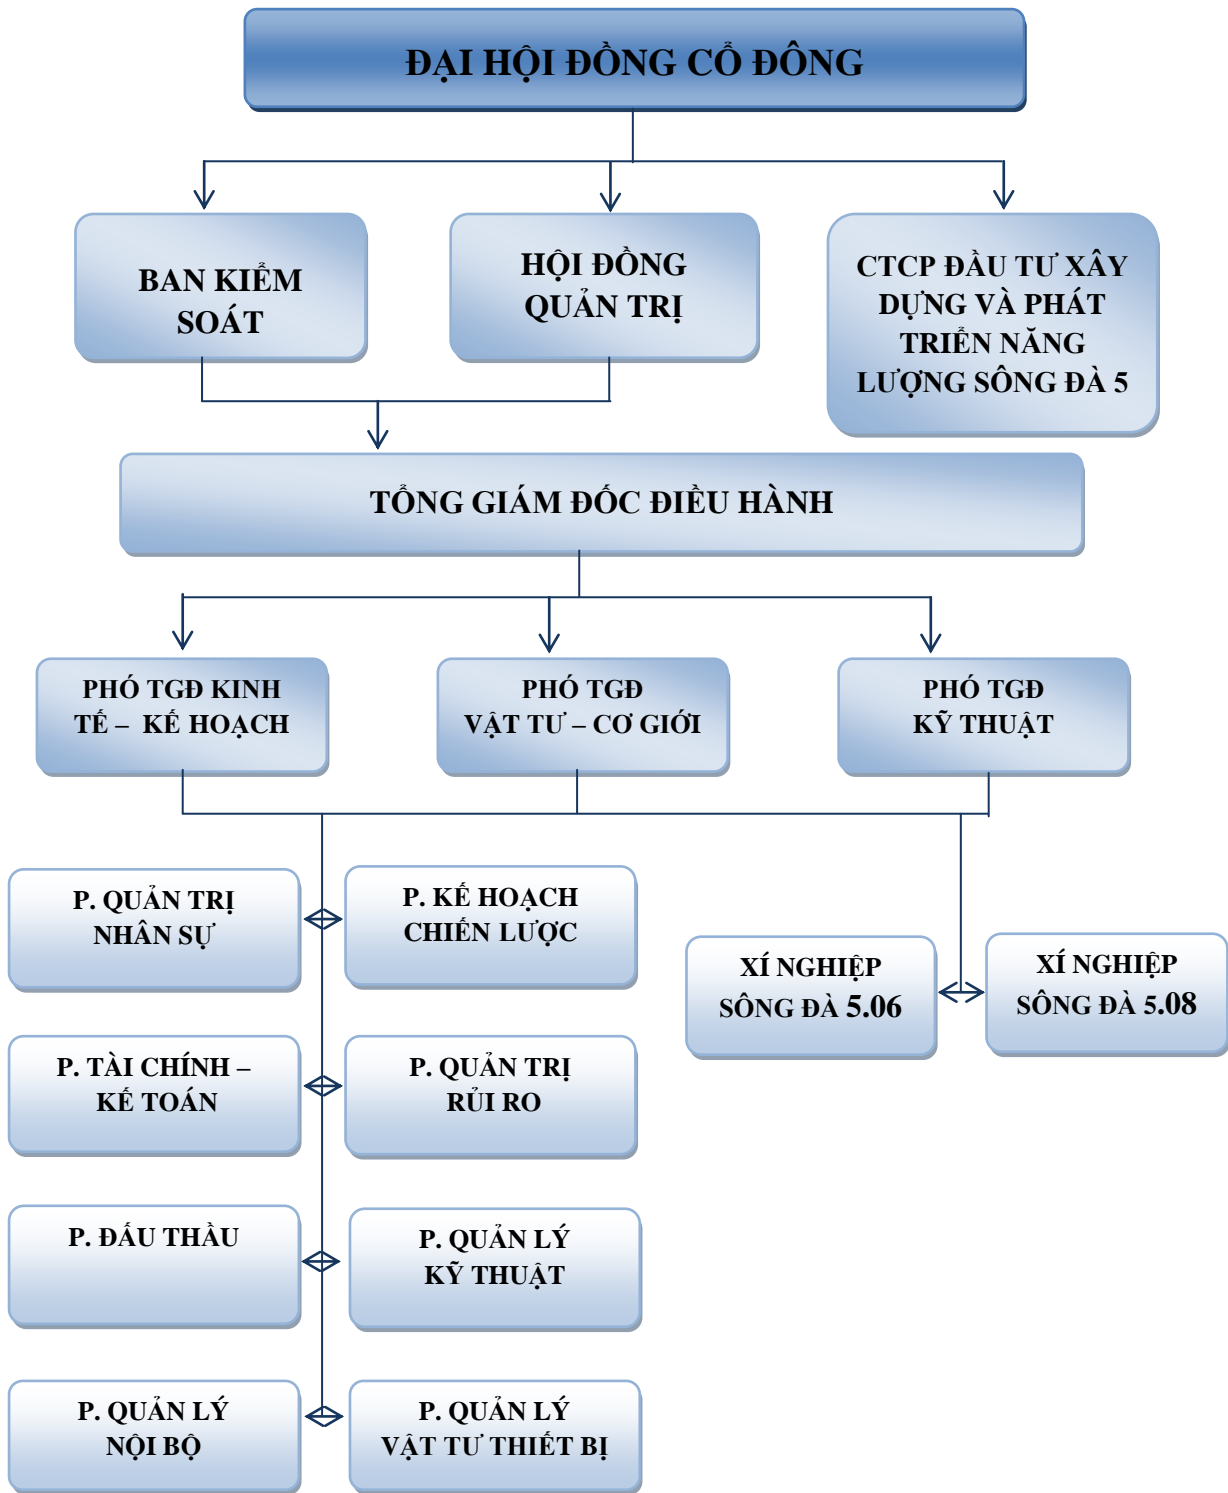 ĐẠI HỘI ĐỒNG CỔ ĐÔNG
BAN KIỂM
SOÁT
HỘI ĐỒNG
QUẢN TRỊ
CTCP ĐẦU TƯ XÂY
DỰNG VÀ PHÁT
TRIỂN NĂNG
LƯỢNG SÔNG ĐÀ 5
TỔNG GIÁM ĐỐC ĐIỀU HÀNH
PHÓ TGĐ KINH
TẾ – KẾ HOẠCH
PHÓ TGĐ
VẬT TƯ – CƠ GIỚI
PHÓ TGĐ
KỸ THUẬT
P. QUẢN TRỊ
NHÂN SỰ
P. KẾ HOẠCH
CHIẾN LƯỢC
XÍ NGHIỆP
SÔNG ĐÀ 5.06
XÍ NGHIỆP
SÔNG ĐÀ 5.08
P. TÀI CHÍNH –
KẾ TOÁN
P. QUẢN TRỊ
RỦI RO
P. ĐẤU THẦU
P. QUẢN LÝ
KỸ THUẬT
P. QUẢN LÝ
NỘI BỘ
P. QUẢN LÝ
VẬT TƯ THIẾT BỊ